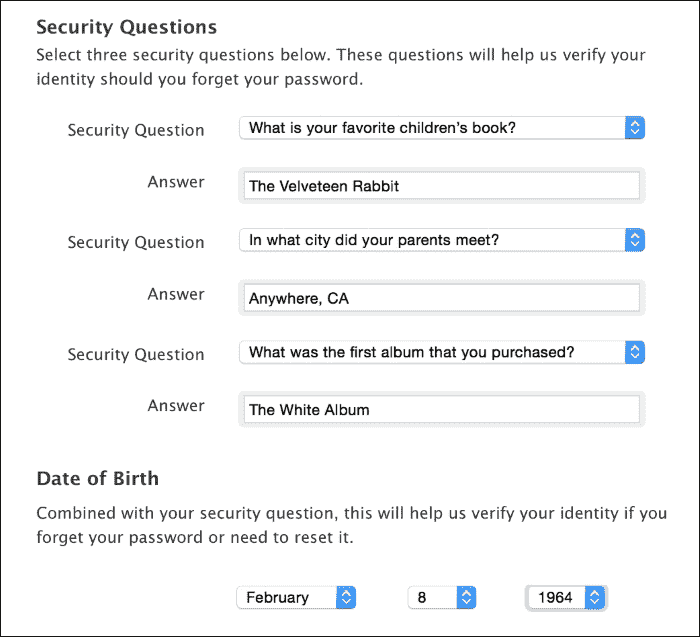 Security Questions
Select three security questions below. These questions will help us verify your
identity should you forget your password.
Security Question What is your favorite children's book?
Answer The Velveteen Rabbit
Security Question In what city did your parents meet?
Answer Anywhere, CA
Security Question What was the first album that you purchased?
Answer The White Album
Date of Birth
Combined with your security question, this will help us verify your identity if you
forget your password or need to reset it.
February 8 1964